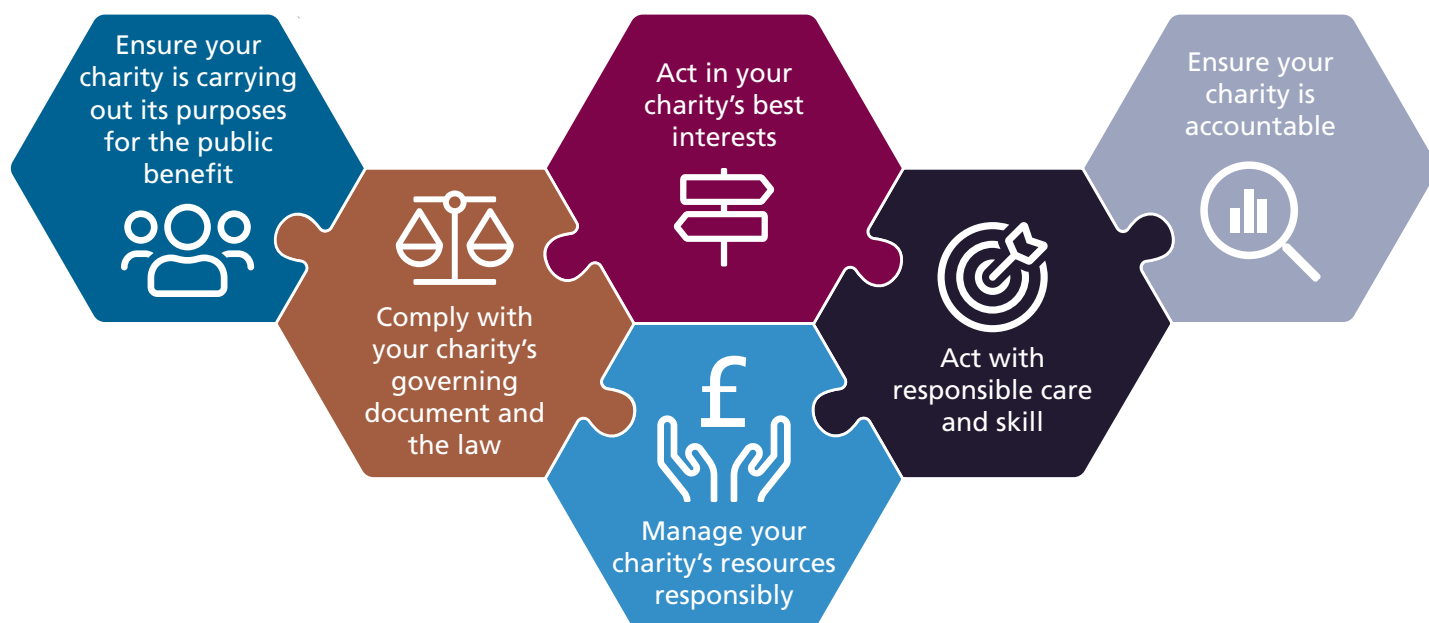 Ensure your
charity is carrying
out its purposes
for the public
benefit
Comply with
your charity’s
governing
document and
the law
Act in your
charity’s best
interests
£
Manage your
charity’s resources
responsibly
Act with
responsible care
and skill
Ensure your
charity is
accountable